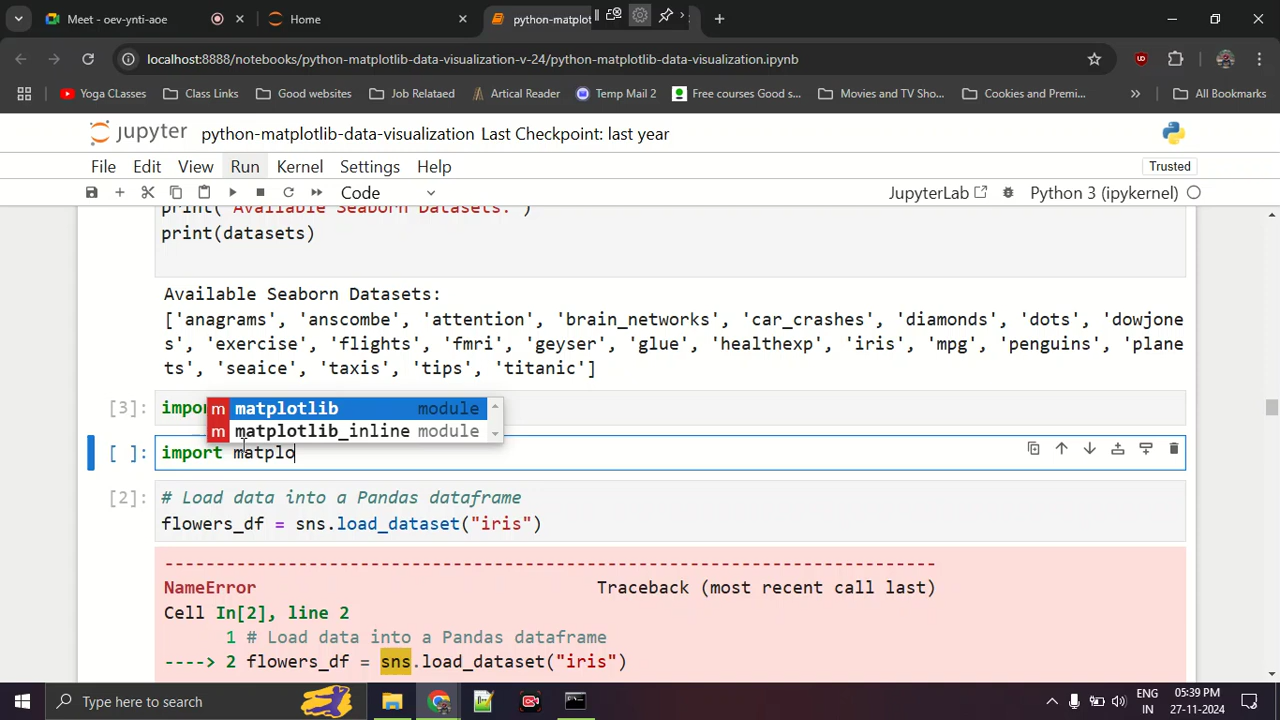 Meet - oev-ynti-aoe
Home
python-matplot
localhost:8888/notebooks/python-matplotlib-data-visualization-v-24/python-matplotlib-data-visualization.ipynb
Yoga CLasses
Class Links
Good websites
Job Relataed
Artical Reader
Temp Mail 2
Free courses Good s...
Movies and TV Sho...
Cookies and Premi...
All Bookmarks
jupyter python-matplotlib-data-visualization Last Checkpoint: last year
File Edit View Run Kernel Settings Help
Trusted
Code
JupyterLab
Python 3 (ipykernel)
print("Available Seaborn Datasets:")
print(datasets)
Available Seaborn Datasets:
['anagrams', 'anscombe', 'attention', 'brain_networks', 'car_crashes', 'diamonds', 'dots', 'dowjone
s', 'exercise', 'flights', 'fmri', 'geyser', 'glue', 'healthexp', 'iris', 'mpg', 'penguins', 'plane
ts', 'seaice', 'taxis', 'tips', 'titanic']
[3]: impor
m matplotlib module
m matplotlib_inline module
[ ]: import matplo
[2]: # Load data into a Pandas dataframe
flowers_df = sns.load_dataset("iris")
NameError Traceback (most recent call last)
Cell In[2], line 2
1 # Load data into a Pandas dataframe
----> 2 flowers_df = sns.load_dataset("iris")
Type here to search
ENG
IN
05:39 PM
27-11-2024